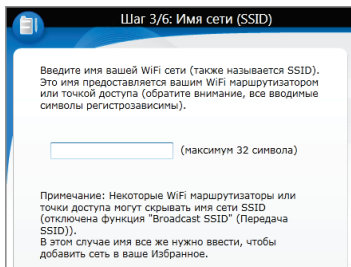 Шаг 3/6: Имя сети (SSID)
Введите имя вашей WiFi сети (также называется SSID).
Это имя предоставляется вашим WiFi маршрутизатором
или точкой доступа (обратите внимание, все вводимые
символы регистрозависимы).
(максимум 32 символа)
Примечание: Некоторые WiFi маршрутизаторы или
точки доступа могут скрывать имя сети SSID
(отключена функция "Broadcast SSID" (Передача
SSID)).
В этом случае имя все же нужно ввести, чтобы
добавить сеть в ваше Избранное.